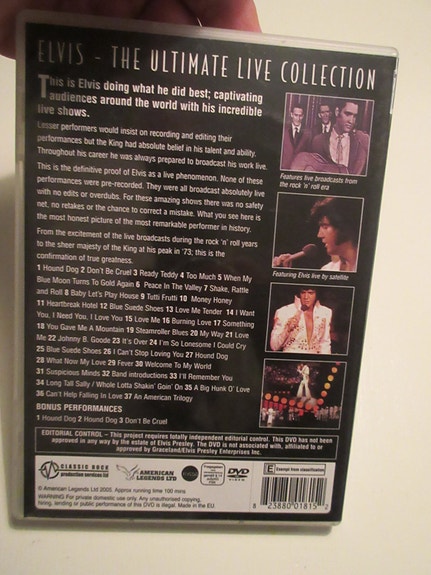 ELVIS - THE ULTIMATE LIVE COLLECTION
This is Elvis doing what he did best; captivating
audiences around the world with his incredible
live shows.
Lesser performers would insist on recording and editing their
performances but the King had absolute belief in his talent and ability.
Throughout his career he was always prepared to broadcast his work live.
This is the definitive proof of Elvis as a live phenomenon. None of these
performances were pre-recorded. They were all broadcast absolutely live
with no edits or overdubs. For these amazing shows there was no safety
net, no retakes or the chance to correct a mistake. What you see here is
the most honest picture of the most remarkable performer in history.
From the excitement of the live broadcasts during the rock 'n' roll years
to the sheer majesty of the King at his peak in '73; this is the
confirmation of true greatness.
1 Hound Dog 2 Don't Be Cruel 3 Ready Teddy 4 Too Much 5 When My
Blue Moon Turns To Gold Again 6 Peace In The Valley 7 Shake, Rattle
and Roll 8 Baby Let's Play House 9 Tutti Frutti 10 Money Honey
11 Heartbreak Hotel 12 Blue Suede Shoes 13 Love Me Tender 14 I Want
You, I Need You, I Love You 15 Love Me 16 Burning Love 17 Something
18 You Gave Me A Mountain 19 Steamroller Blues 20 My Way 21 Love
Me 22 Johnny B. Goode 23 It's Over 24 I'm So Lonesome I Could Cry
25 Blue Suede Shoes 26 I Can't Stop Loving You 27 Hound Dog
28 What Now My Love 29 Fever 30 Welcome To My World
31 Suspicious Minds 32 Band introductions 33 I'll Remember You
34 Long Tall Sally / Whole Lotta Shakin' Goin' On 35 A Big Hunk O' Love
36 Can't Help Falling In Love 37 An American Trilogy
BONUS PERFORMANCES
1 Hound Dog 2 Hound Dog 3 Don't Be Cruel
Features live broadcasts from
the rock 'n' roll era
Featuring Elvis live by satellite
EDITORIAL CONTROL - This project requires totally independent editorial control. This DVD has not been
approved in any way by the estate of Elvis Presley. This DVD is not associated with, affiliated to or
approved by Graceland/Elvis Presley Enterprises Inc.
CLASSIC ROCK
productions ltd
AMERICAN
LEGENDS LTD
DVD
VIDEO
E Exempt from classification
© American Legends Ltd 2005. Approx running time 100 mins
WARNING: For private domestic use only. Any unauthorised copying,
hiring, lending or public performance of this DVD is illegal. Made in the EU.
8 23880 01815 2